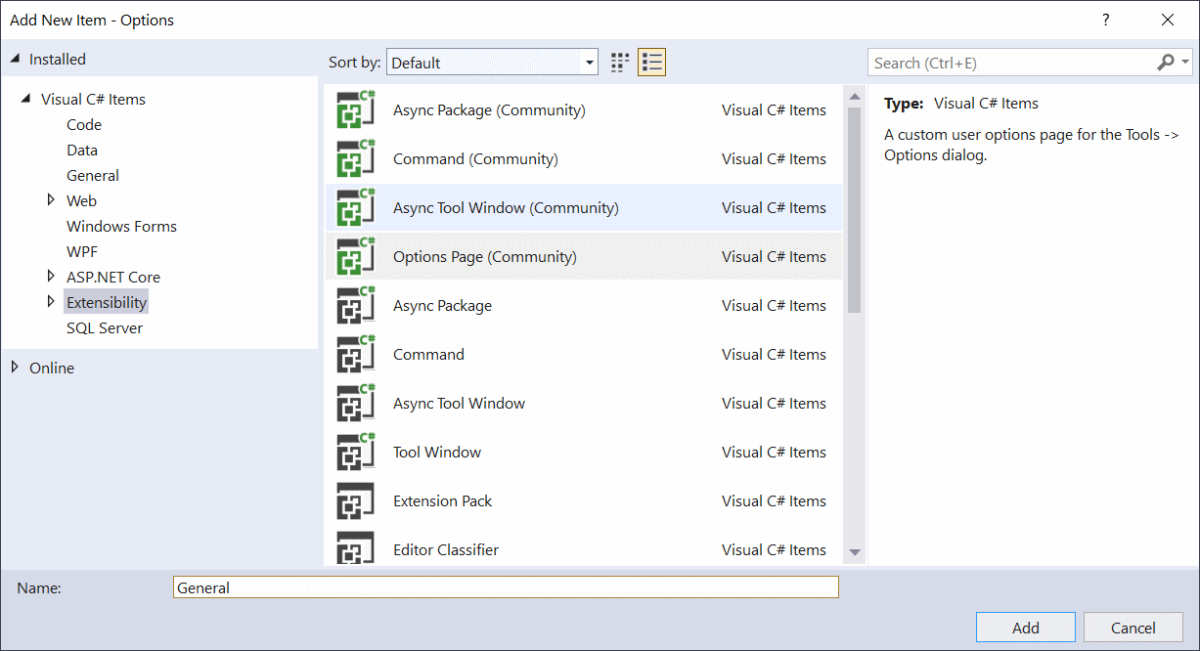 Add New Item - Options
?
Installed
Sort by: Default
Search (Ctrl+E)
Visual C# Items
Code
Data
General
Web
Windows Forms
WPF
ASP.NET Core
Extensibility
SQL Server
Online
C# Async Package (Community) Visual C# Items
C# Command (Community) Visual C# Items
C# Async Tool Window (Community) Visual C# Items
C# Options Page (Community) Visual C# Items
C# Async Package Visual C# Items
C# Command Visual C# Items
C# Async Tool Window Visual C# Items
C# Tool Window Visual C# Items
Extension Pack Visual C# Items
Editor Classifier Visual C# Items
Type: Visual C# Items
A custom user options page for the Tools ->
Options dialog.
Name: General
Add Cancel